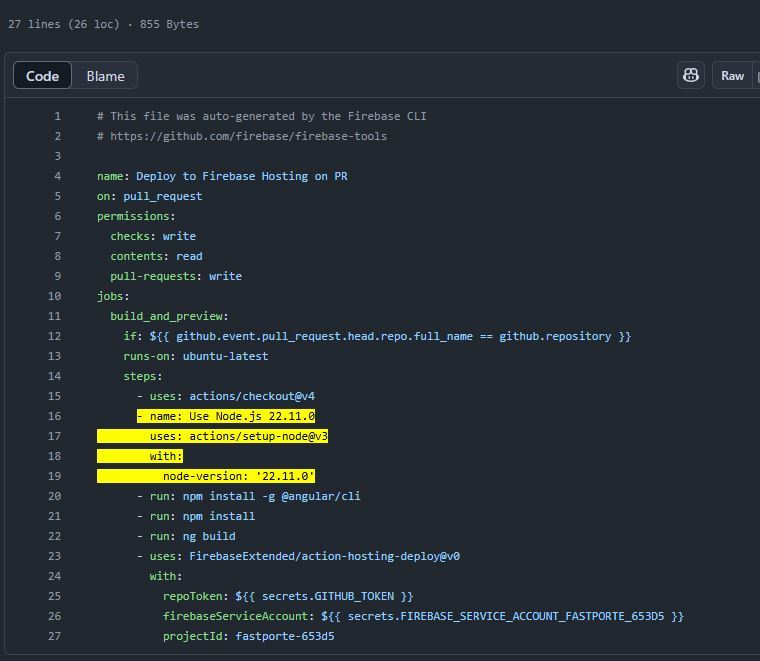 27 lines (26 loc) · 855 Bytes
Code Blame Raw
1 # This file was auto-generated by the Firebase CLI
2 # https://github.com/firebase/firebase-tools
3
4 name: Deploy to Firebase Hosting on PR
5 on: pull_request
6 permissions:
7   checks: write
8   contents: read
9   pull-requests: write
10 jobs:
11   build_and_preview:
12     if: ${{ github.event.pull_request.head.repo.full_name == github.repository }}
13     runs-on: ubuntu-latest
14     steps:
15       - uses: actions/checkout@v4
16       - name: Use Node.js 22.11.0
17         uses: actions/setup-node@v3
18         with:
19           node-version: '22.11.0'
20       - run: npm install -g @angular/cli
21       - run: npm install
22       - run: ng build
23       - uses: FirebaseExtended/action-hosting-deploy@v0
24         with:
25           repoToken: ${{ secrets.GITHUB_TOKEN }}
26           firebaseServiceAccount: ${{ secrets.FIREBASE_SERVICE_ACCOUNT_FASTPORTE_653D5 }}
27           projectId: fastporte-653d5